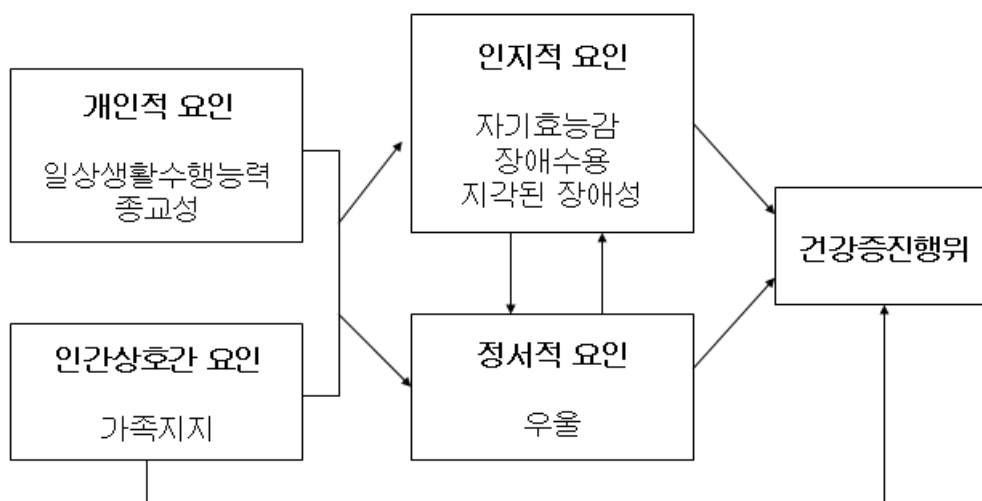 개인적 요인
일상생활수행능력
종교성
인간상호간 요인
가족지지
인지적 요인
자기효능감
장애수용
지각된 장애성
정서적 요인
우울
건강증진행위